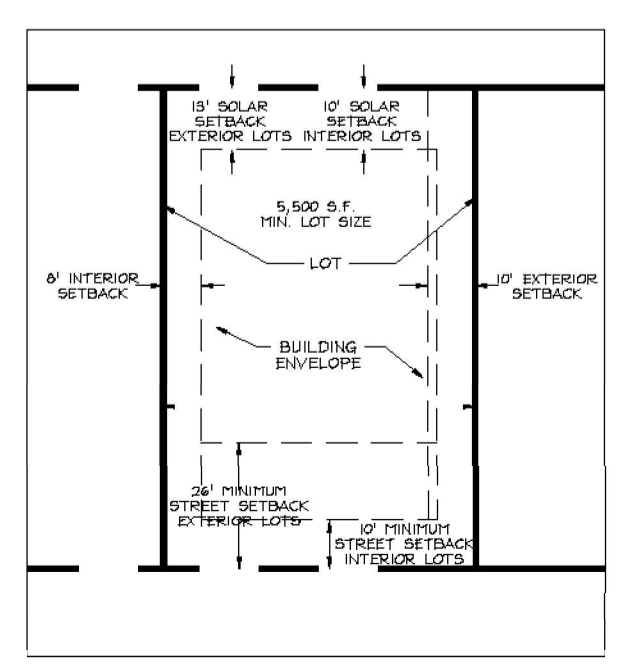 13' SOLAR
SETBACK
EXTERIOR LOTS
10' SOLAR
SETBACK
INTERIOR LOTS
5,500 S.F.
MIN. LOT SIZE
LOT
8' INTERIOR
SETBACK
10' EXTERIOR
SETBACK
BUILDING
ENVELOPE
26' MINIMUM
STREET SETBACK
EXTERIOR LOTS
10' MINIMUM
STREET SETBACK
INTERIOR LOTS